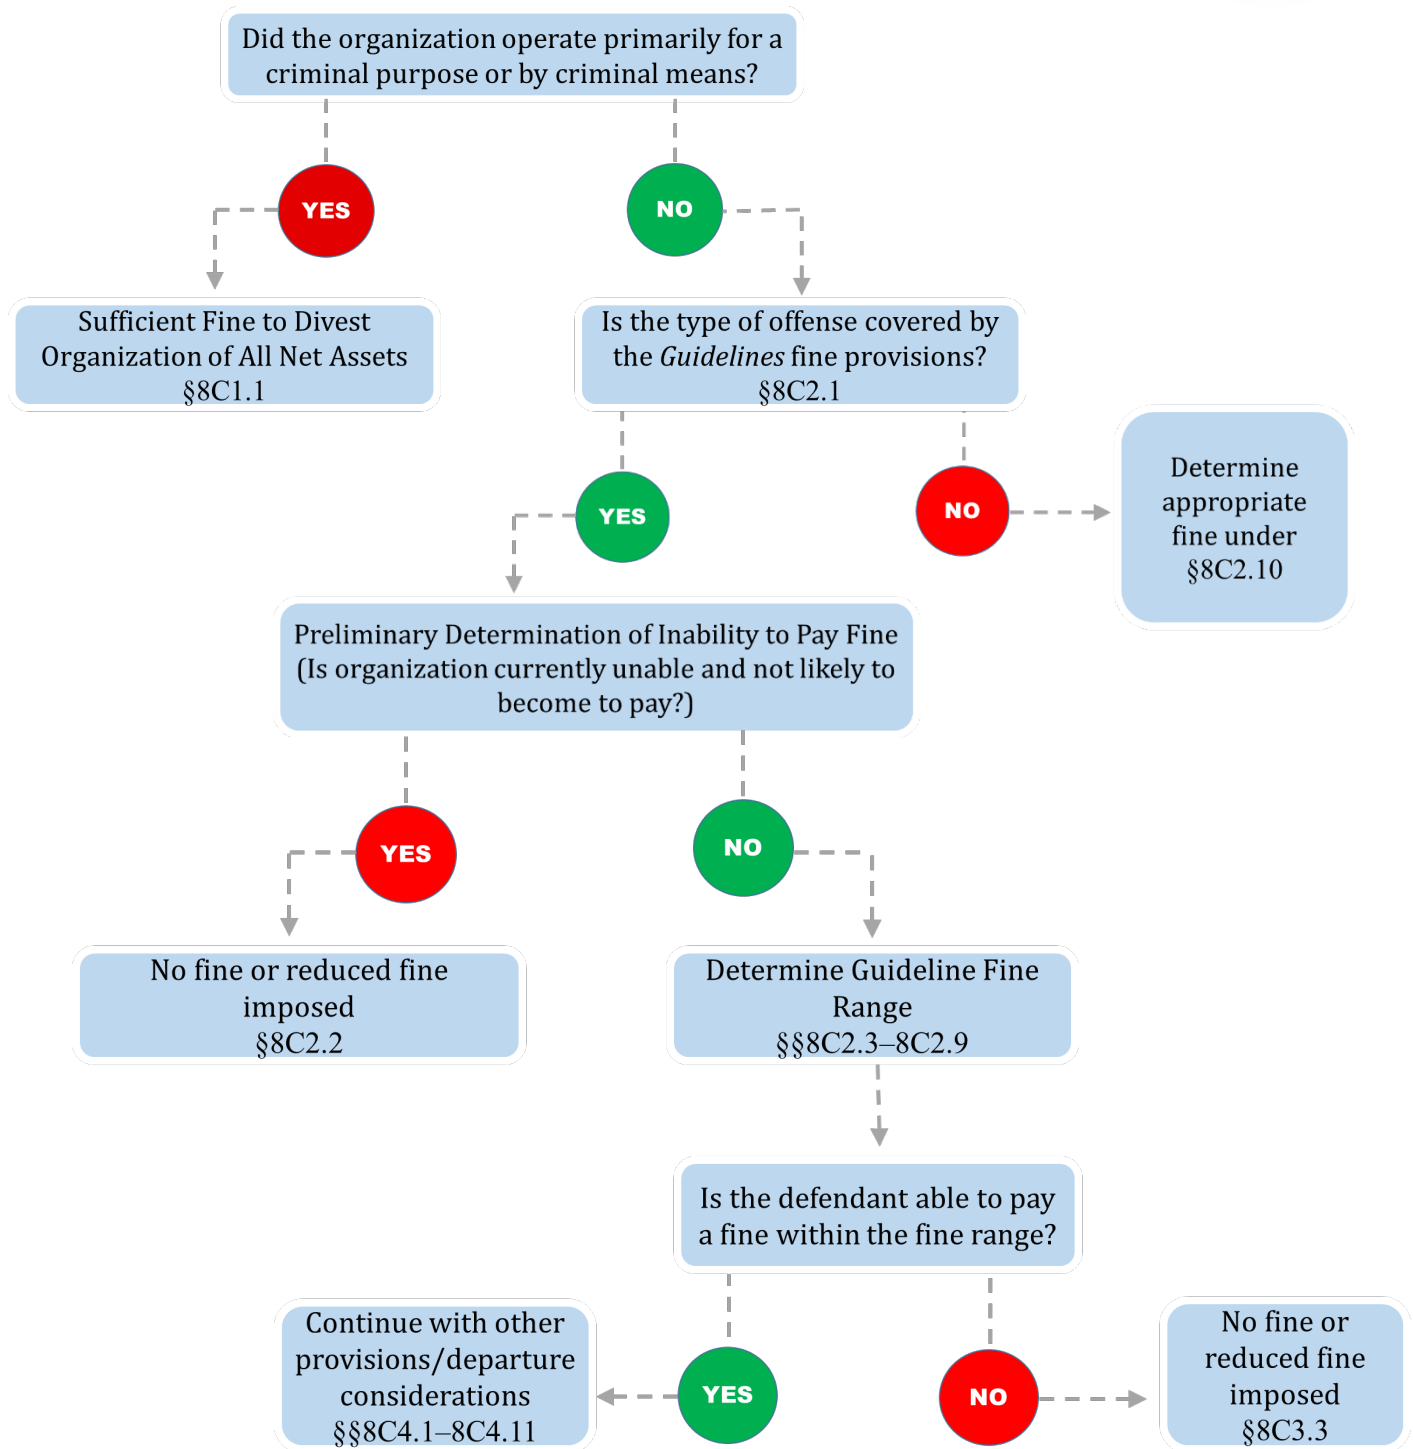 Did the organization operate primarily for a
criminal purpose or by criminal means?
YES
NO
Sufficient Fine to Divest
Organization of All Net Assets
§8C1.1
Is the type of offense covered by
the Guidelines fine provisions?
§8C2.1
YES
NO
Determine
appropriate
fine under
§8C2.10
Preliminary Determination of Inability to Pay Fine
(Is organization currently unable and not likely to
become to pay?)
YES
NO
No fine or reduced fine
imposed
§8C2.2
Determine Guideline Fine
Range
§§8C2.3–8C2.9
Is the defendant able to pay
a fine within the fine range?
YES
NO
Continue with other
provisions/departure
considerations
§§8C4.1–8C4.11
No fine or
reduced fine
imposed
§8C3.3